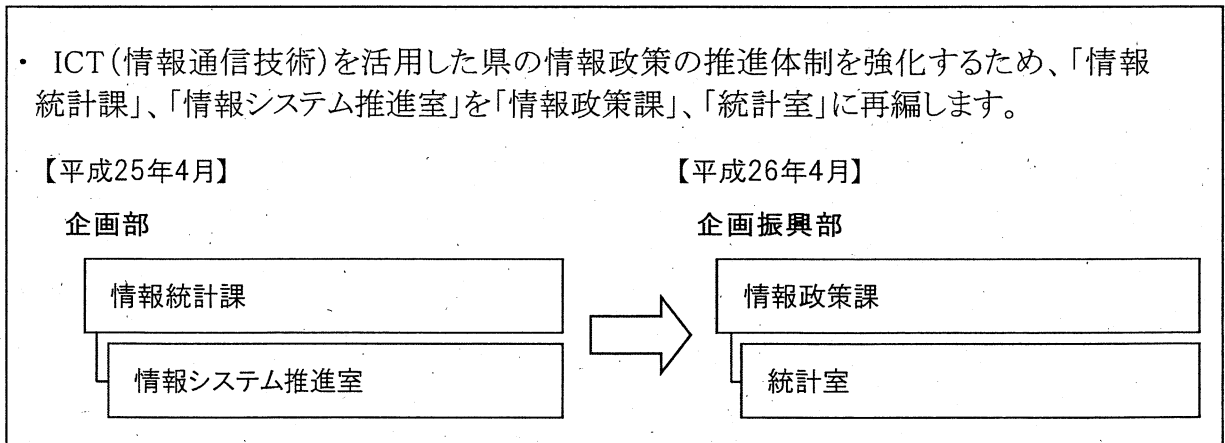 ・ ICT(情報通信技術)を活用した県の情報政策の推進体制を強化するため、「情報
統計課」、「情報システム推進室」を「情報政策課」、「統計室」に再編します。
【平成25年4月】
企画部
情報統計課
情報システム推進室
【平成26年4月】
企画振興部
情報政策課
統計室